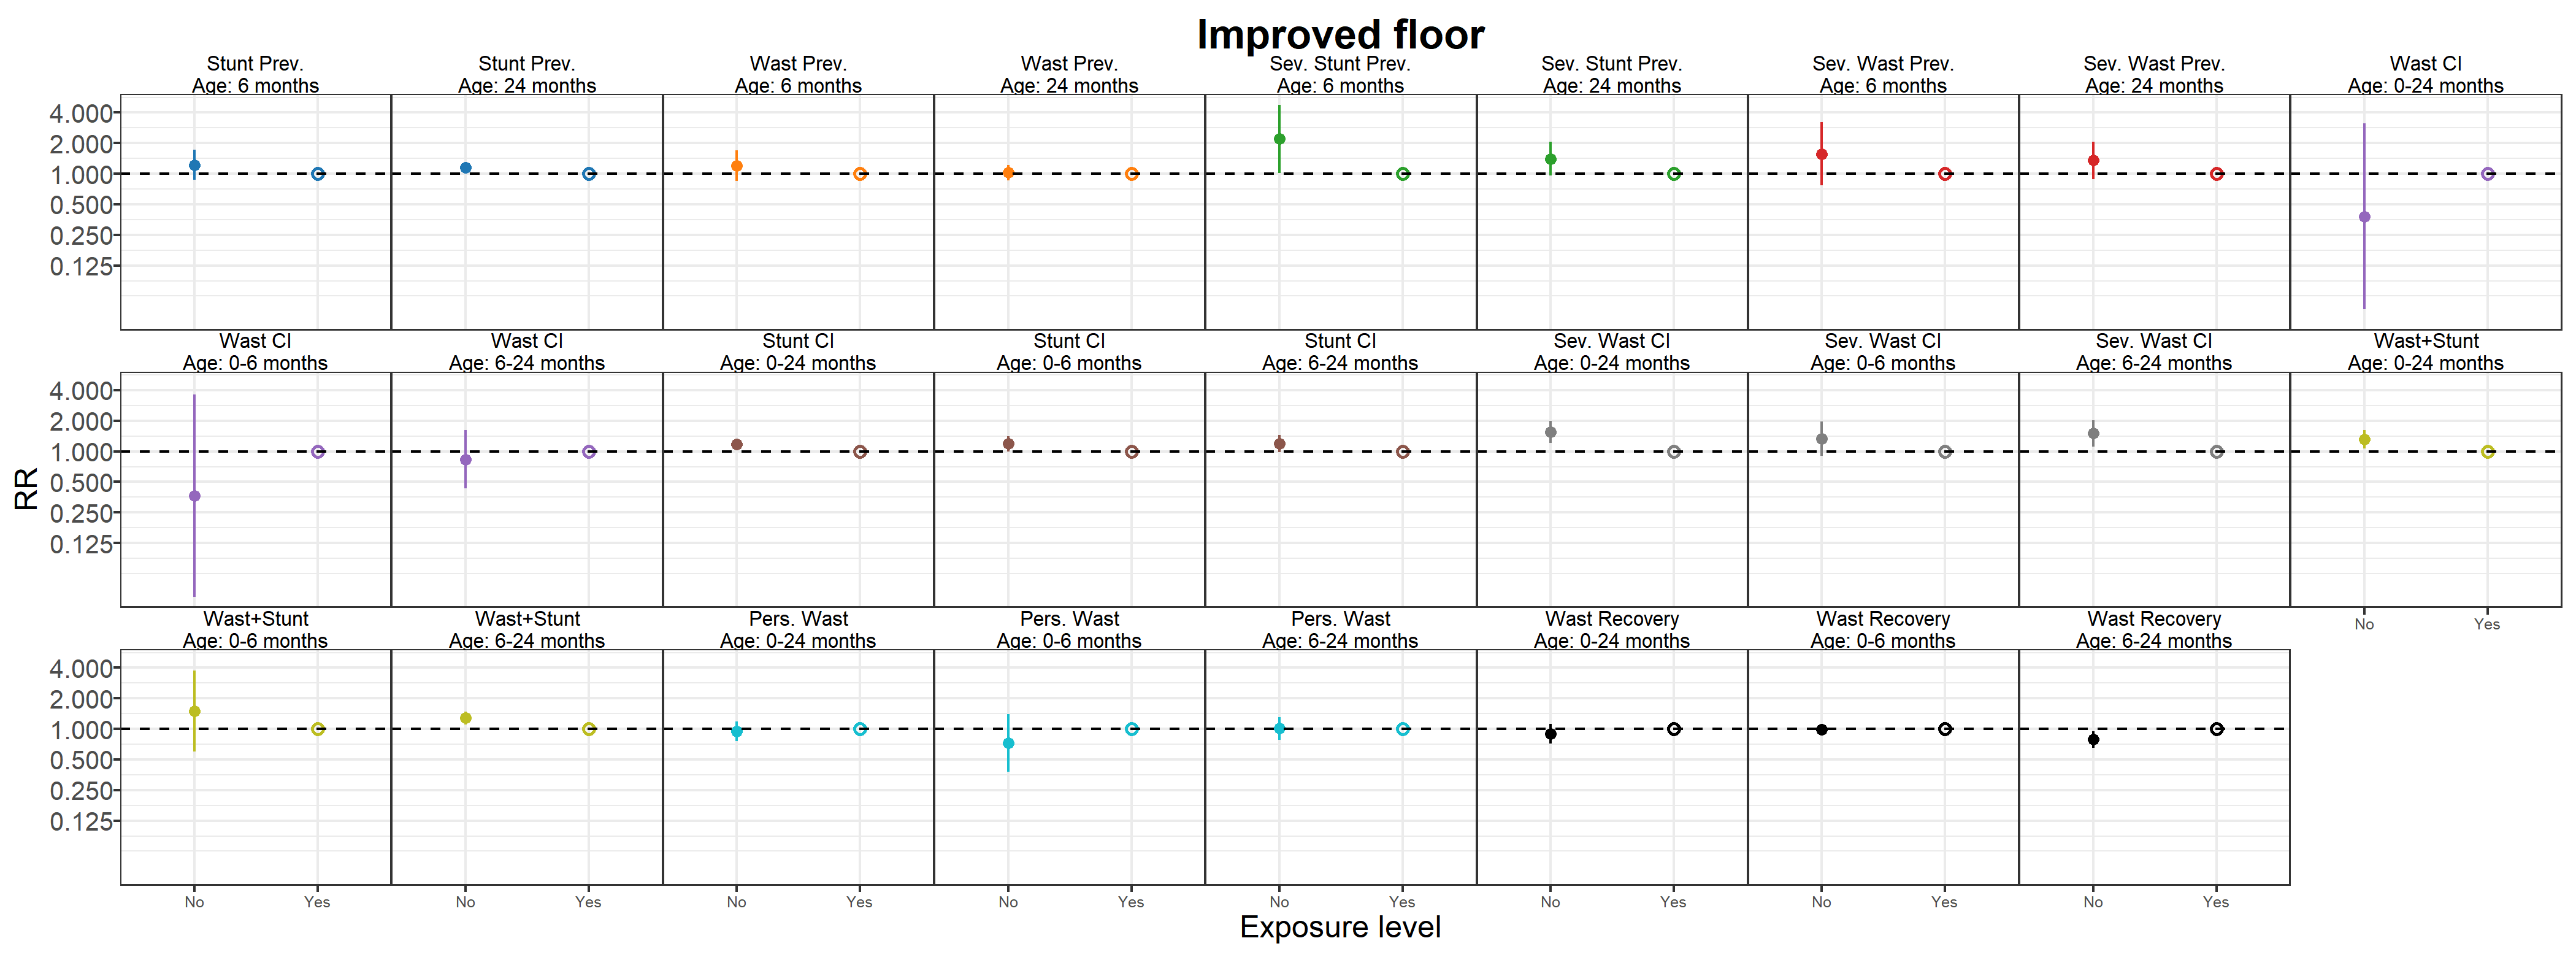 Improved floor
Stunt Prev. Stunt Prev. Wast Prev. Wast Prev. Sev. Stunt Prev. Sev. Stunt Prev. Sev. Wast Prev. Sev. Wast Prev. Wast CI
Age: 6 months Age: 24 months Age: 6 months Age: 24 months Age: 6 months Age: 24 months Age: 6 months Age: 24 months Age: 0-24 months
4.000
2.000
1.000
0.500
0.250
0.125
Wast CI Wast CI Stunt CI Stunt CI Stunt CI Sev. Wast CI Sev. Wast CI Sev. Wast CI Wast+Stunt
Age: 0-6 months Age: 6-24 months Age: 0-24 months Age: 0-6 months Age: 6-24 months Age: 0-24 months Age: 0-6 months Age: 6-24 months Age: 0-24 months
4.000
2.000
1.000
0.500
0.250
0.125
RR
No Yes
Wast+Stunt Wast+Stunt Pers. Wast Pers. Wast Pers. Wast Wast Recovery Wast Recovery Wast Recovery
Age: 0-6 months Age: 6-24 months Age: 0-24 months Age: 0-6 months Age: 6-24 months Age: 0-24 months Age: 0-6 months Age: 6-24 months
4.000
2.000
1.000
0.500
0.250
0.125
No Yes No Yes No Yes No Yes No Yes No Yes No Yes No Yes
Exposure level